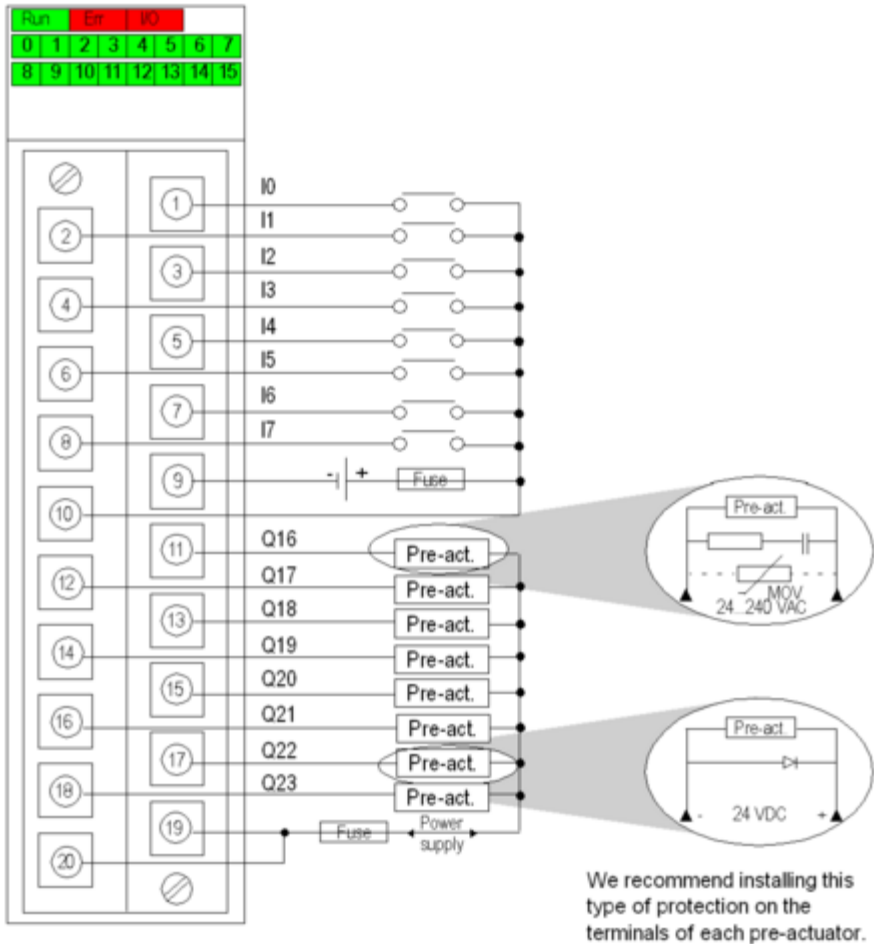 Run Err I/O
0 1 2 3 4 5 6 7
8 9 10 11 12 13 14 15
1 I0
2 I1
3 I2
4 I3
5 I4
6 I5
7 I6
8 I7
9 - + Fuse
10
11 Q16 Pre-act.
12 Q17 Pre-act.
13 Q18 Pre-act.
14 Q19 Pre-act.
15 Q20 Pre-act.
16 Q21 Pre-act.
17 Q22 Pre-act.
18 Q23 Pre-act.
19 Fuse Power
supply
20
Pre-act.
MOV
24...240 VAC
Pre-act.
- 24 VDC +
We recommend installing this
type of protection on the
terminals of each pre-actuator.